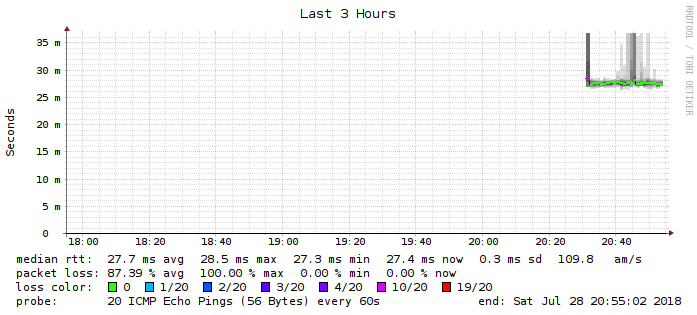 Last 3 Hours
RRDTOOL / TOBI OETIKER
Seconds
35 m
30 m
25 m
20 m
15 m
10 m
5 m
0
18:00 18:20 18:40 19:00 19:20 19:40 20:00 20:20 20:40
median rtt: 27.7 ms avg 28.5 ms max 27.3 ms min 27.4 ms now 0.3 ms sd 109.8 am/s
packet loss: 87.39 % avg 100.00 % max 0.00 % min 0.00 % now
loss color: 0 1/20 2/20 3/20 4/20 10/20 19/20
probe: 20 ICMP Echo Pings (56 Bytes) every 60s end: Sat Jul 28 20:55:02 2018